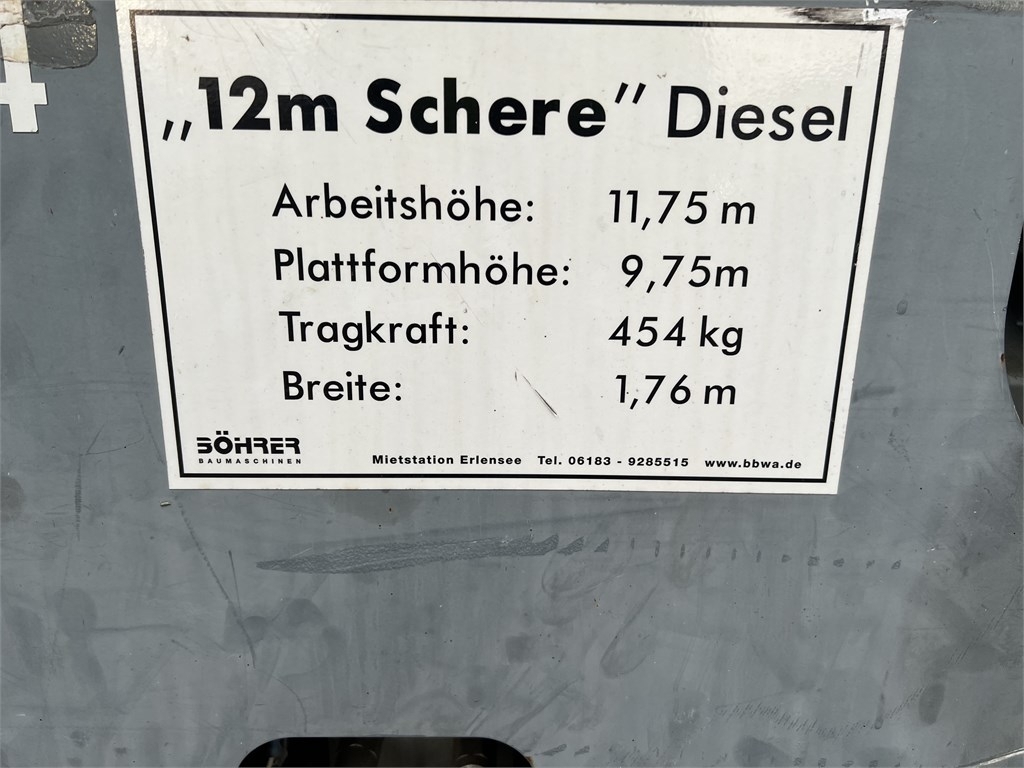 „12m Schere” Diesel
Arbeitshöhe: 11,75 m
Plattformhöhe: 9,75m
Tragkraft: 454 kg
Breite: 1,76 m
BÖHRER
BAUMASCHINEN
Mietstation Erlensee Tel. 06183 - 9285515 www.bbwa.de